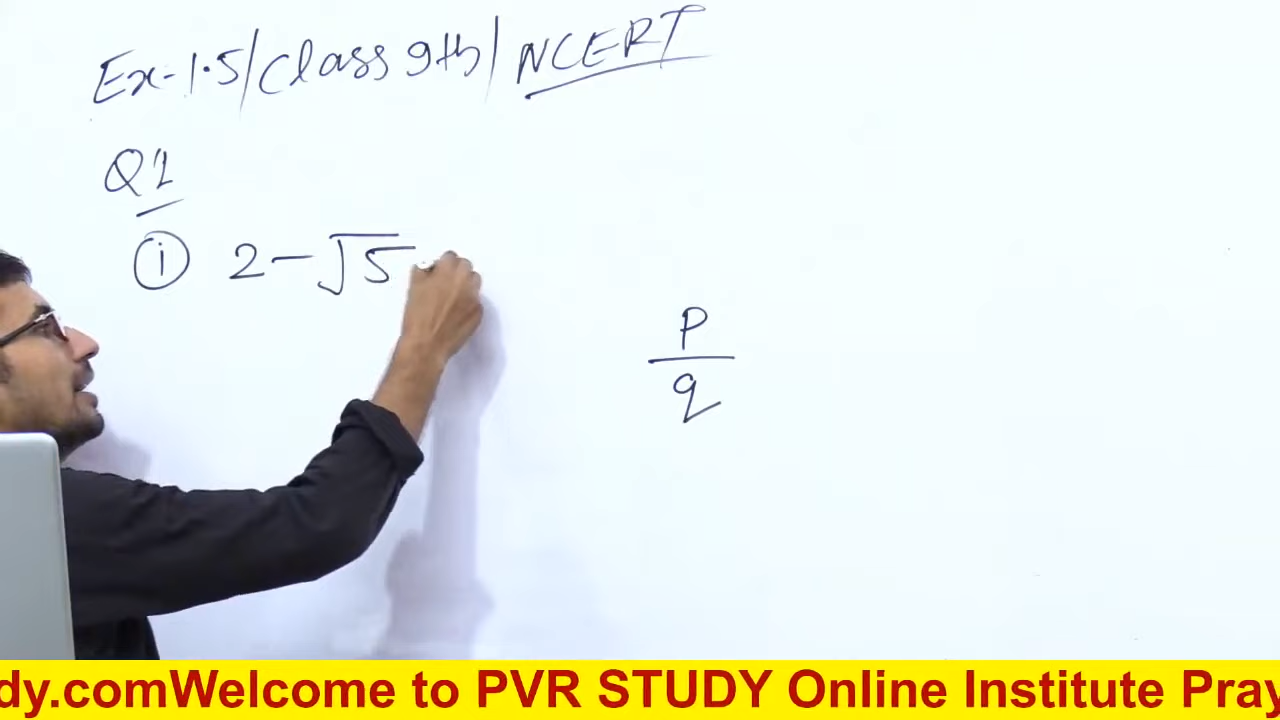 Ex-1.5/Class 9th/NCERT
Q1
i 2-√5
p
q
dy.comWelcome to PVR STUDY Online Institute Pray